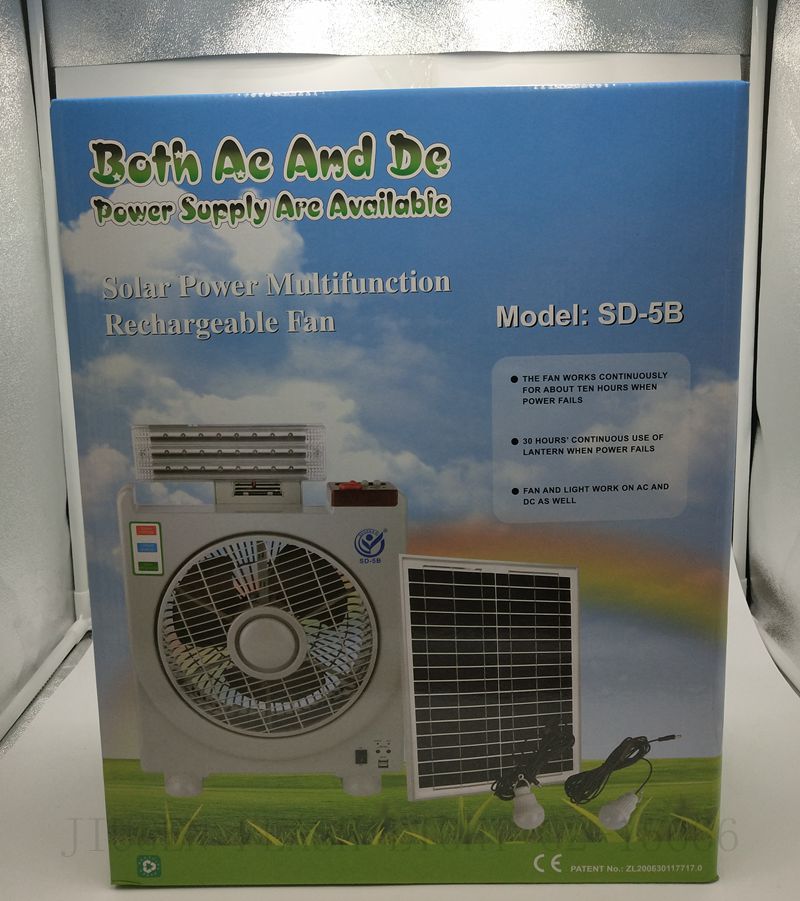 Both Ac And Dc
Power Supply Are Available
Solar Power Multifunction
Rechargeable Fan
Model: SD-5B
THE FAN WORKS CONTINUOUSLY
FOR ABOUT TEN HOURS WHEN
POWER FAILS
30 HOURS' CONTINUOUS USE OF
LANTERN WHEN POWER FAILS
FAN AND LIGHT WORK ON AC AND
DC AS WELL
SD-5B
CE PATENT No.: ZL200630117717.0